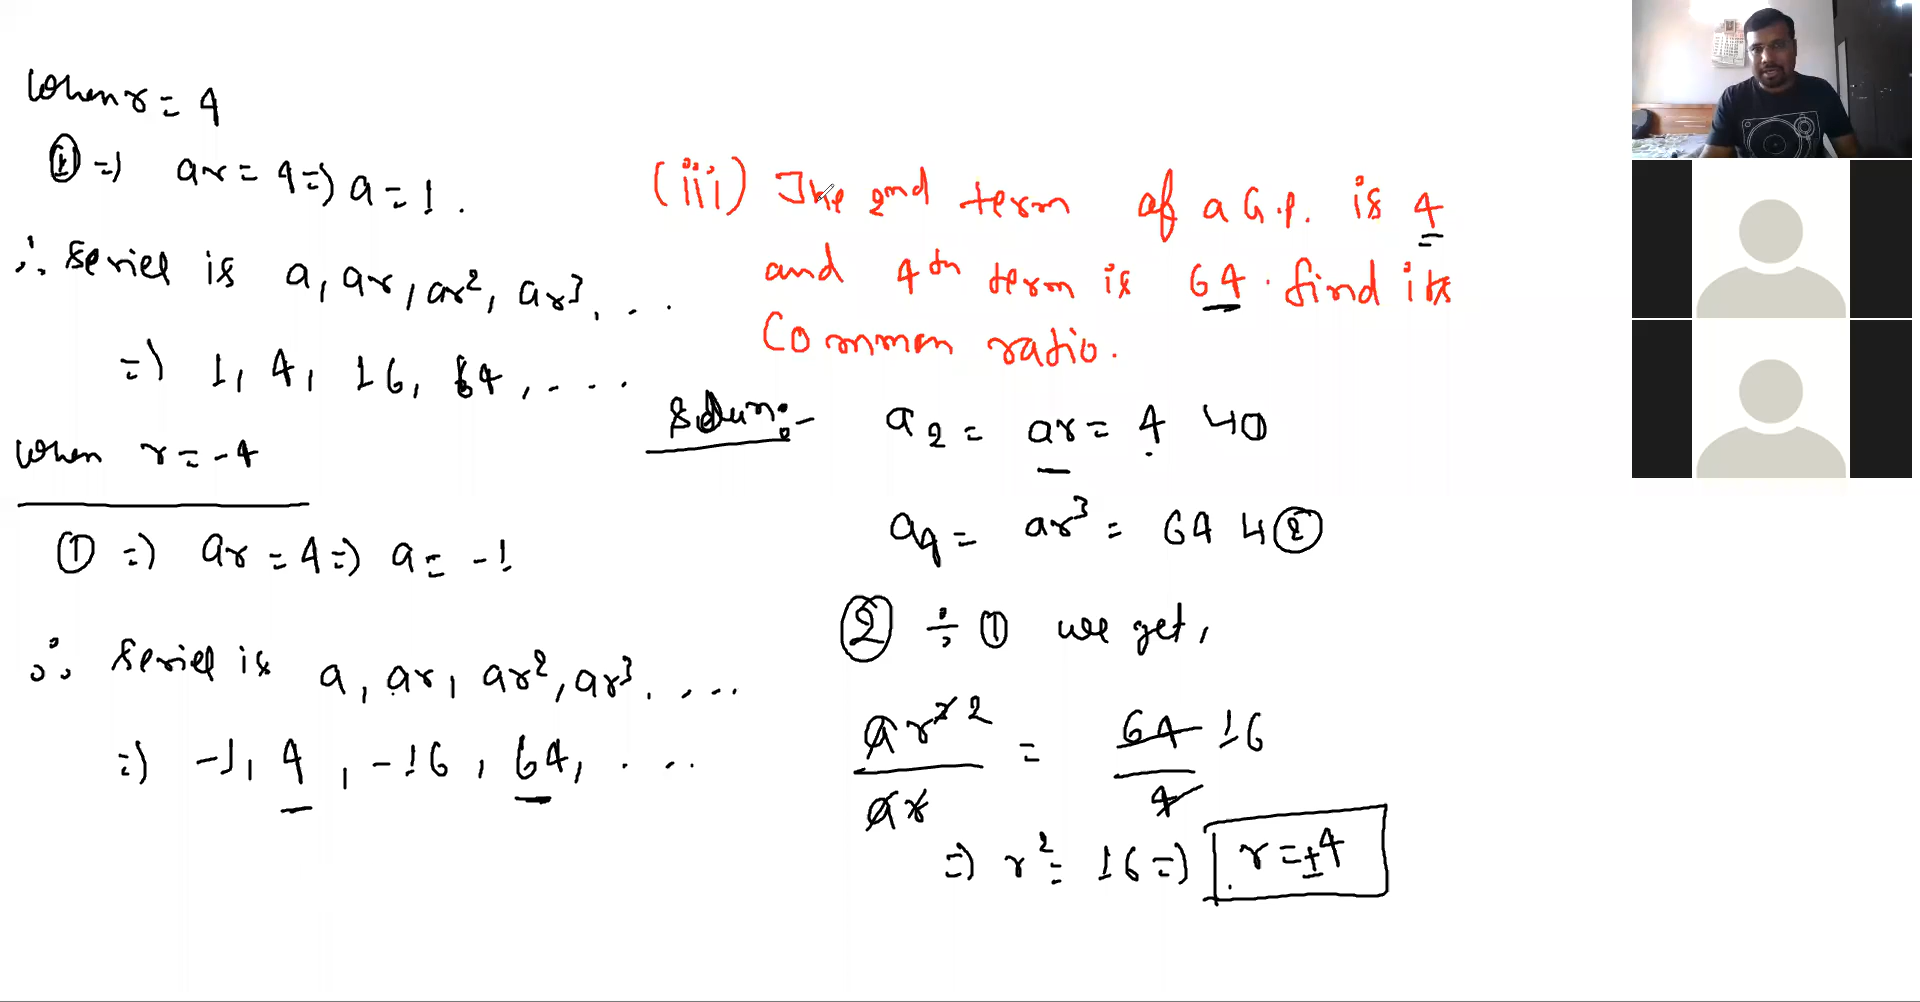 When r = 4
① => ar = 4 => a = 1.
∴ Series is a, ar, ar², ar³, ...
=> 1, 4, 16, 64, ....
When r = -4
① => ar = 4 => a = -1
∴ Series is a, ar, ar², ar³, ....
=> -1, 4, -16, 64, ....
(iii) The 2nd term of a G.P. is 4
and 4th term is 64. find its
Common ratio.
Soln:-
a₂ = ar = 4 ①
a₄ = ar³ = 64 ②
② ÷ ① we get,
ar³ 2 / ar = 64 / 4 16
=> r² = 16 => r = ±4